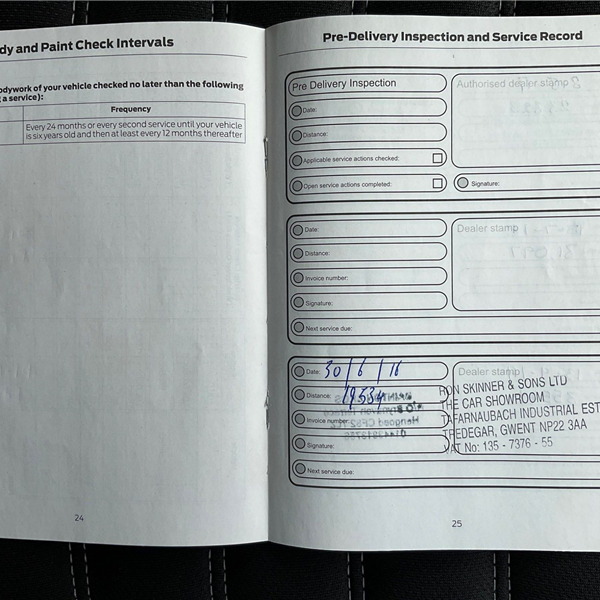 dy and Paint Check Intervals
odywork of your vehicle checked no later than the following
g a service):
Frequency
Every 24 months or every second service until your vehicle
is six years old and then at least every 12 months thereafter
24
Pre-Delivery Inspection and Service Record
Pre Delivery Inspection
Authorised dealer stamp
Date:
Distance:
Applicable service actions checked:
Open service actions completed:
Signature:
Date:
Dealer stamp
Distance:
Invoice number:
Signature:
Next service due:
Date: 30/6/16
Dealer stamp
Distance: 19534
Invoice number:
Signature:
Next service due:
RON SKINNER & SONS LTD
THE CAR SHOWROOM
TAFARNAUBACH INDUSTRIAL EST
TREDEGAR, GWENT NP22 3AA
VAT No: 135 - 7376 - 55
25